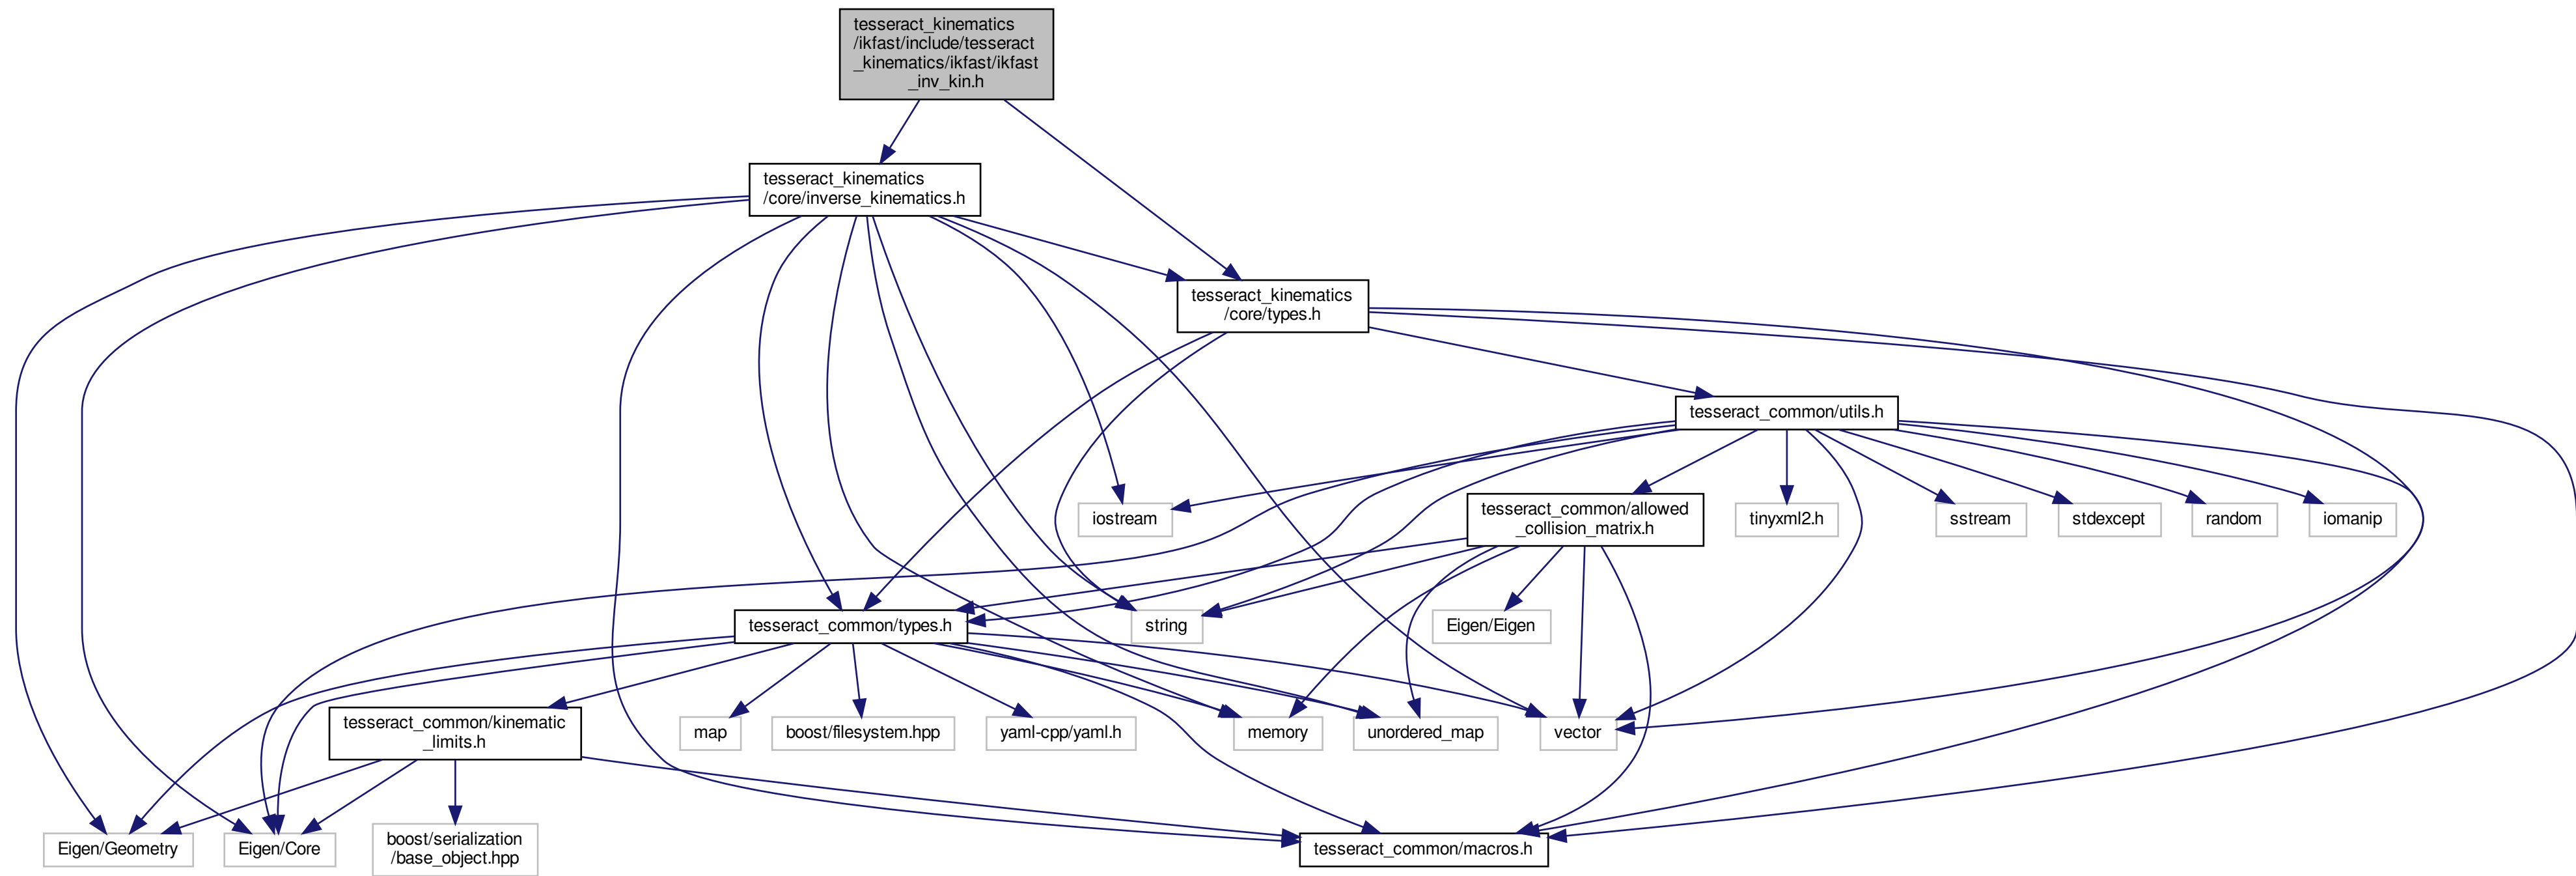 tesseract_kinematics
/ikfast/include/tesseract
_kinematics/ikfast/ikfast
_inv_kin.h
tesseract_kinematics
/core/inverse_kinematics.h
tesseract_kinematics
/core/types.h
tesseract_common/utils.h
iostream
tesseract_common/allowed
_collision_matrix.h
tinyxml2.h
sstream
stdexcept
random
iomanip
tesseract_common/types.h
string
Eigen/Eigen
tesseract_common/kinematic
_limits.h
map
boost/filesystem.hpp
yaml-cpp/yaml.h
memory
unordered_map
vector
Eigen/Geometry
Eigen/Core
boost/serialization
/base_object.hpp
tesseract_common/macros.h